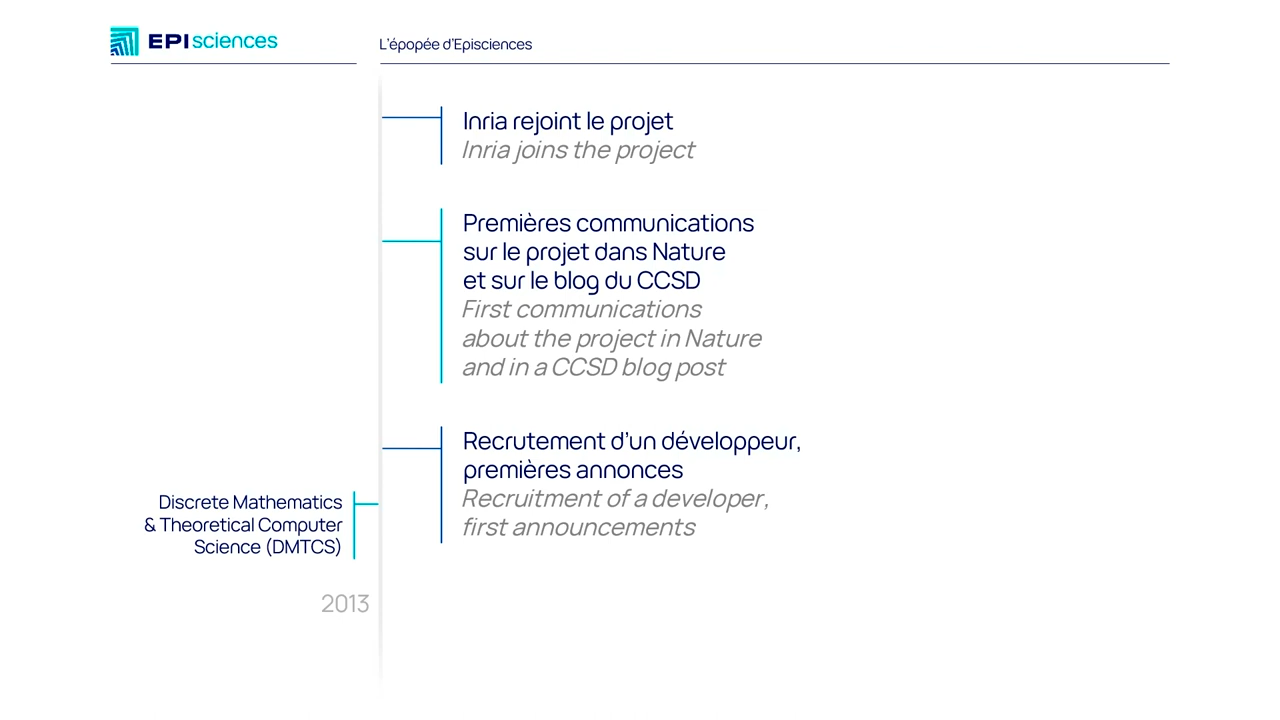 EPIsciences
L'épopée d'Episciences
Inria rejoint le projet
Inria joins the project
Premières communications
sur le projet dans Nature
et sur le blog du CCSD
First communications
about the project in Nature
and in a CCSD blog post
Recrutement d'un développeur,
premières annonces
Recruitment of a developer,
first announcements
Discrete Mathematics
& Theoretical Computer
Science (DMTCS)
2013